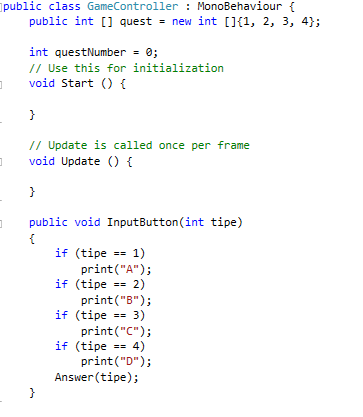 public class GameController : MonoBehaviour {
    public int [] quest = new int []{1, 2, 3, 4};

    int questNumber = 0;
    // Use this for initialization
    void Start () {

    }

    // Update is called once per frame
    void Update () {

    }

    public void InputButton(int tipe)
    {
        if (tipe == 1)
            print("A");
        if (tipe == 2)
            print("B");
        if (tipe == 3)
            print("C");
        if (tipe == 4)
            print("D");
        Answer(tipe);
    }